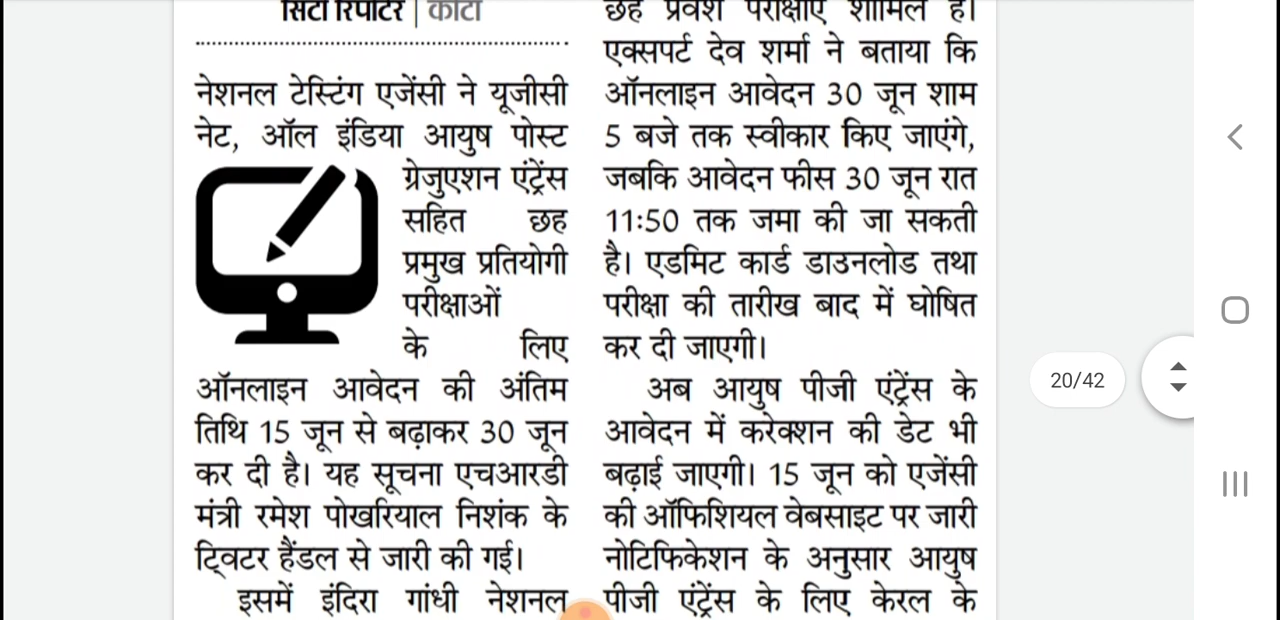 सिटी रिपोर्टर | कोटा
नेशनल टेस्टिंग एजेंसी ने यूजीसी
नेट, ऑल इंडिया आयुष पोस्ट
ग्रेजुएशन एंट्रेंस
सहित छह
प्रमुख प्रतियोगी
परीक्षाओं
के लिए
ऑनलाइन आवेदन की अंतिम
तिथि 15 जून से बढ़ाकर 30 जून
कर दी है। यह सूचना एचआरडी
मंत्री रमेश पोखरियाल निशंक के
ट्विटर हैंडल से जारी की गई।
इसमें इंदिरा गांधी नेशनल
छह प्रवेश परीक्षाएं शामिल हैं।
एक्सपर्ट देव शर्मा ने बताया कि
ऑनलाइन आवेदन 30 जून शाम
5 बजे तक स्वीकार किए जाएंगे,
जबकि आवेदन फीस 30 जून रात
11:50 तक जमा की जा सकती
है। एडमिट कार्ड डाउनलोड तथा
परीक्षा की तारीख बाद में घोषित
कर दी जाएगी।
अब आयुष पीजी एंट्रेंस के
आवेदन में करेक्शन की डेट भी
बढ़ाई जाएगी। 15 जून को एजेंसी
की ऑफिशियल वेबसाइट पर जारी
नोटिफिकेशन के अनुसार आयुष
पीजी एंट्रेंस के लिए केरल के
20/42